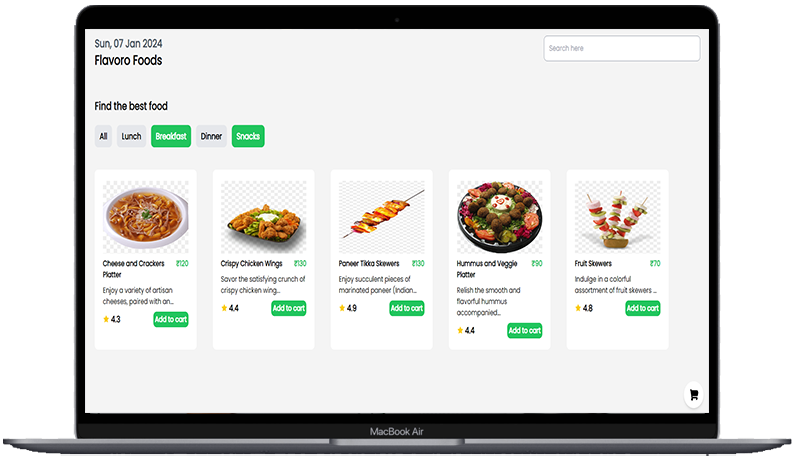 Sun, 07 Jan 2024
Flavoro Foods
Search here
Find the best food
All Lunch Breakfast Dinner Snacks
Cheese and Crackers Platter ₹120
Enjoy a variety of artisan
cheeses, paired with an...
4.3 Add to cart
Crispy Chicken Wings ₹130
Savor the satisfying crunch of
crispy chicken wing...
4.4 Add to cart
Paneer Tikka Skewers ₹130
Enjoy succulent pieces of
marinated paneer (Indian...
4.9 Add to cart
Hummus and Veggie Platter ₹90
Relish the smooth and
flavorful hummus
accompanied...
4.4 Add to cart
Fruit Skewers ₹70
Indulge in a colorful
assortment of fruit skewers ...
4.8 Add to cart
MacBook Air